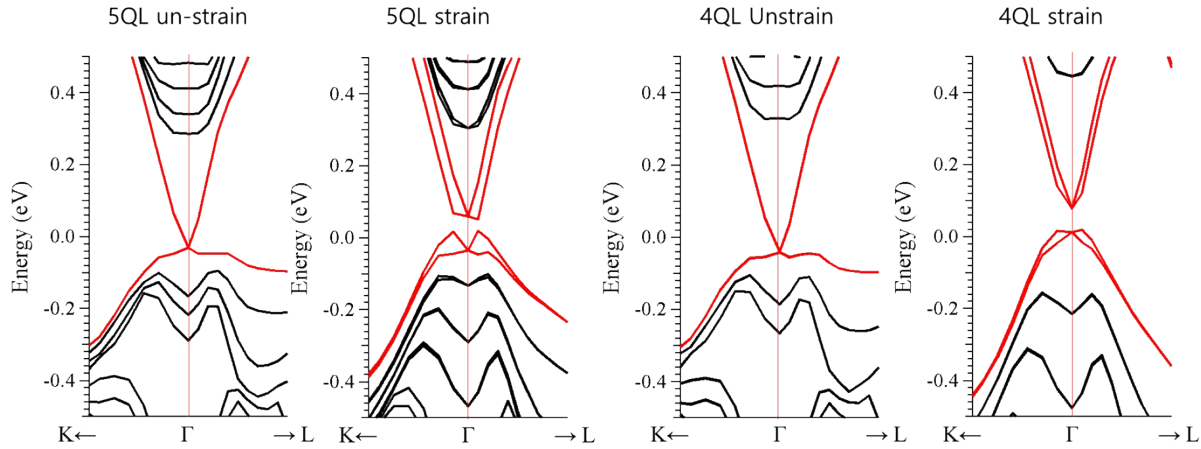 5QL un-strain
5QL strain
4QL Unstrain
4QL strain
Energy (eV)
0.4
0.2
0.0
-0.2
-0.4
K← Γ → L
Energy (eV)
0.4
0.2
0.0
-0.2
-0.4
K← Γ → L
Energy (eV)
0.4
0.2
0.0
-0.2
-0.4
K← Γ → L
Energy (eV)
0.4
0.2
0.0
-0.2
-0.4
K← Γ → L